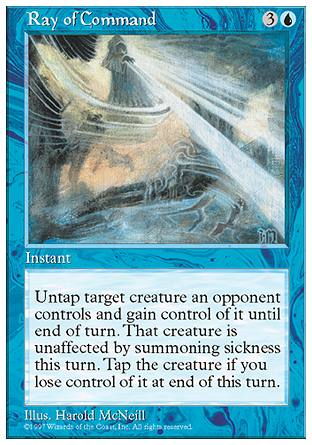 Ray of Command 3
Instant
Untap target creature an opponent
controls and gain control of it until
end of turn. That creature is
unaffected by summoning sickness
this turn. Tap the creature if you
lose control of it at end of this turn.
Illus. Harold McNeill
©1997 Wizards of the Coast, Inc. All rights reserved.